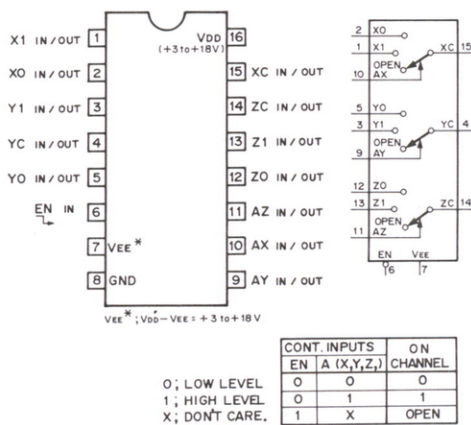 X1 IN/OUT 1
X0 IN/OUT 2
Y1 IN/OUT 3
YC IN/OUT 4
Y0 IN/OUT 5
EN IN 6
7 VEE*
8 GND
VDD 16
(+3 to +18V)
15 XC IN/OUT
14 ZC IN/OUT
13 Z1 IN/OUT
12 Z0 IN/OUT
11 AZ IN/OUT
10 AX IN/OUT
9 AY IN/OUT
VEE*; VDD-VEE = +3 to +18V
2 X0
1 X1 XC 15
OPEN
10 AX
5 Y0
3 Y1 YC 4
OPEN
9 AY
12 Z0
13 Z1 ZC 14
OPEN
11 AZ
EN VEE
6 7
CONT. INPUTS ON CHANNEL
EN A (X,Y,Z,)
0 0 0
0 1 1
1 X OPEN
0; LOW LEVEL
1; HIGH LEVEL
X; DON'T CARE.